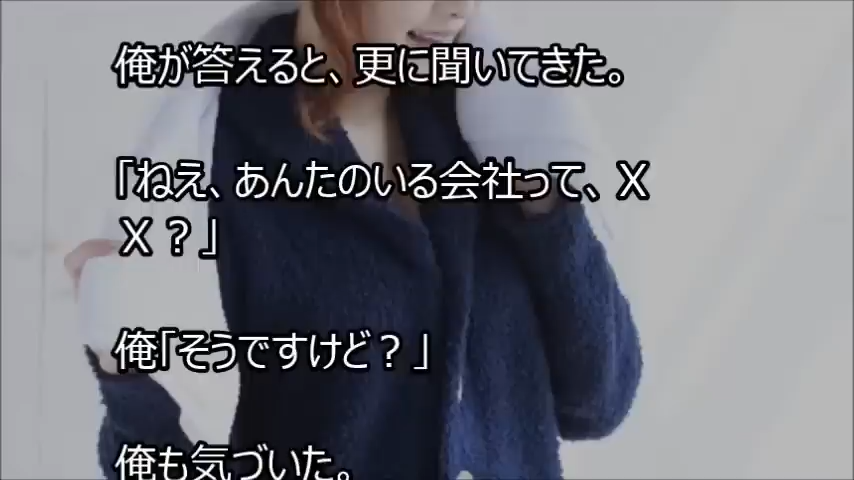 俺が答えると、更に聞いてきた。
「ねえ、あんたのいる会社って、Ｘ
Ｘ？」
俺「そうですけど？」
俺も気づいた。